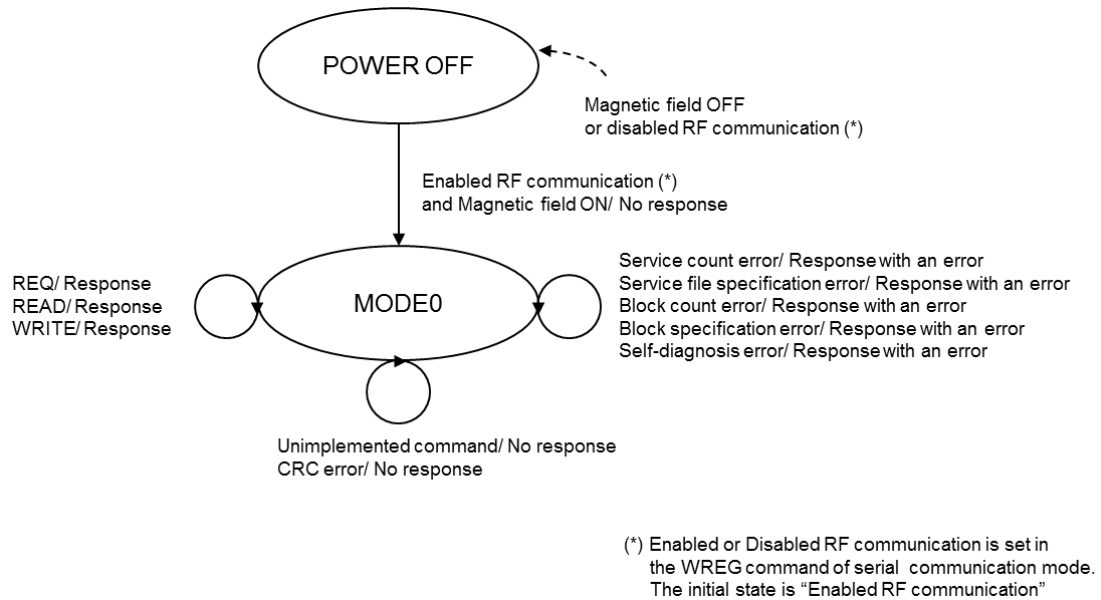 POWER OFF
Magnetic field OFF
or disabled RF communication (*)
Enabled RF communication (*)
and Magnetic field ON/ No response
REQ/ Response
READ/ Response
WRITE/ Response
MODE0
Service count error/ Response with an error
Service file specification error/ Response with an error
Block count error/ Response with an error
Block specification error/ Response with an error
Self-diagnosis error/ Response with an error
Unimplemented command/ No response
CRC error/ No response
(*) Enabled or Disabled RF communication is set in
the WREG command of serial communication mode.
The initial state is “Enabled RF communication”